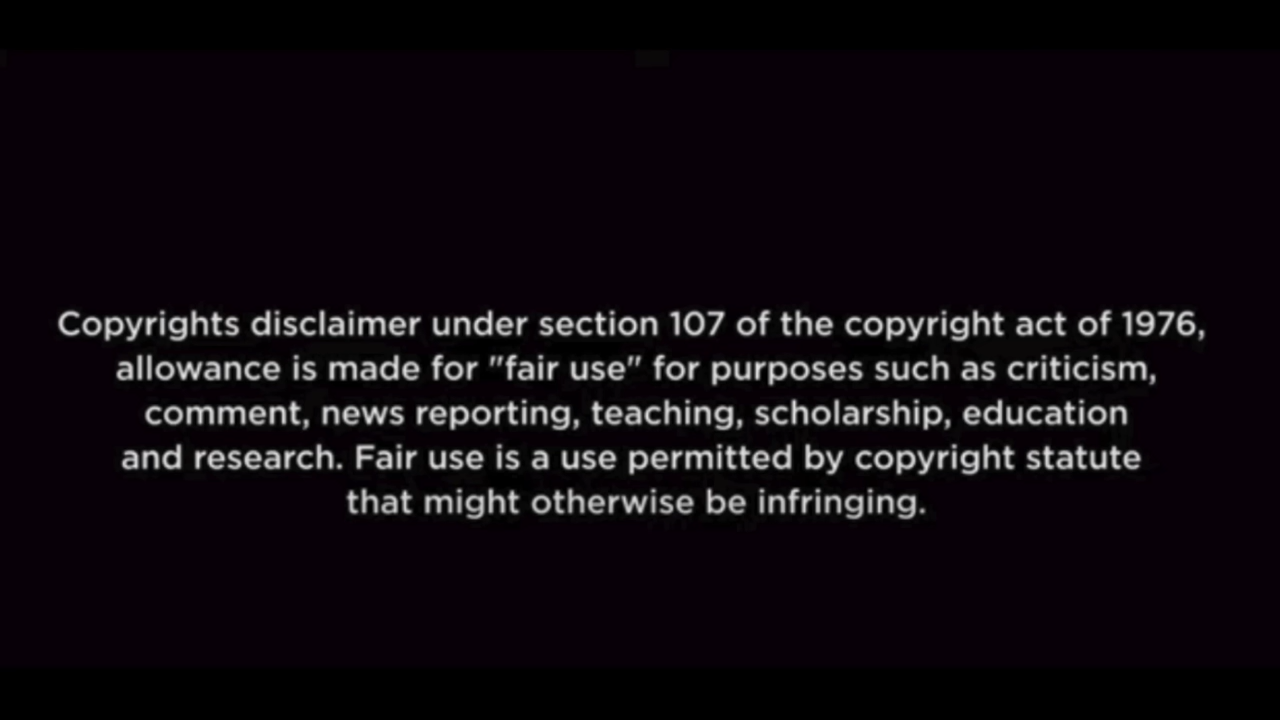 Copyrights disclaimer under section 107 of the copyright act of 1976,
allowance is made for "fair use" for purposes such as criticism,
comment, news reporting, teaching, scholarship, education
and research. Fair use is a use permitted by copyright statute
that might otherwise be infringing.